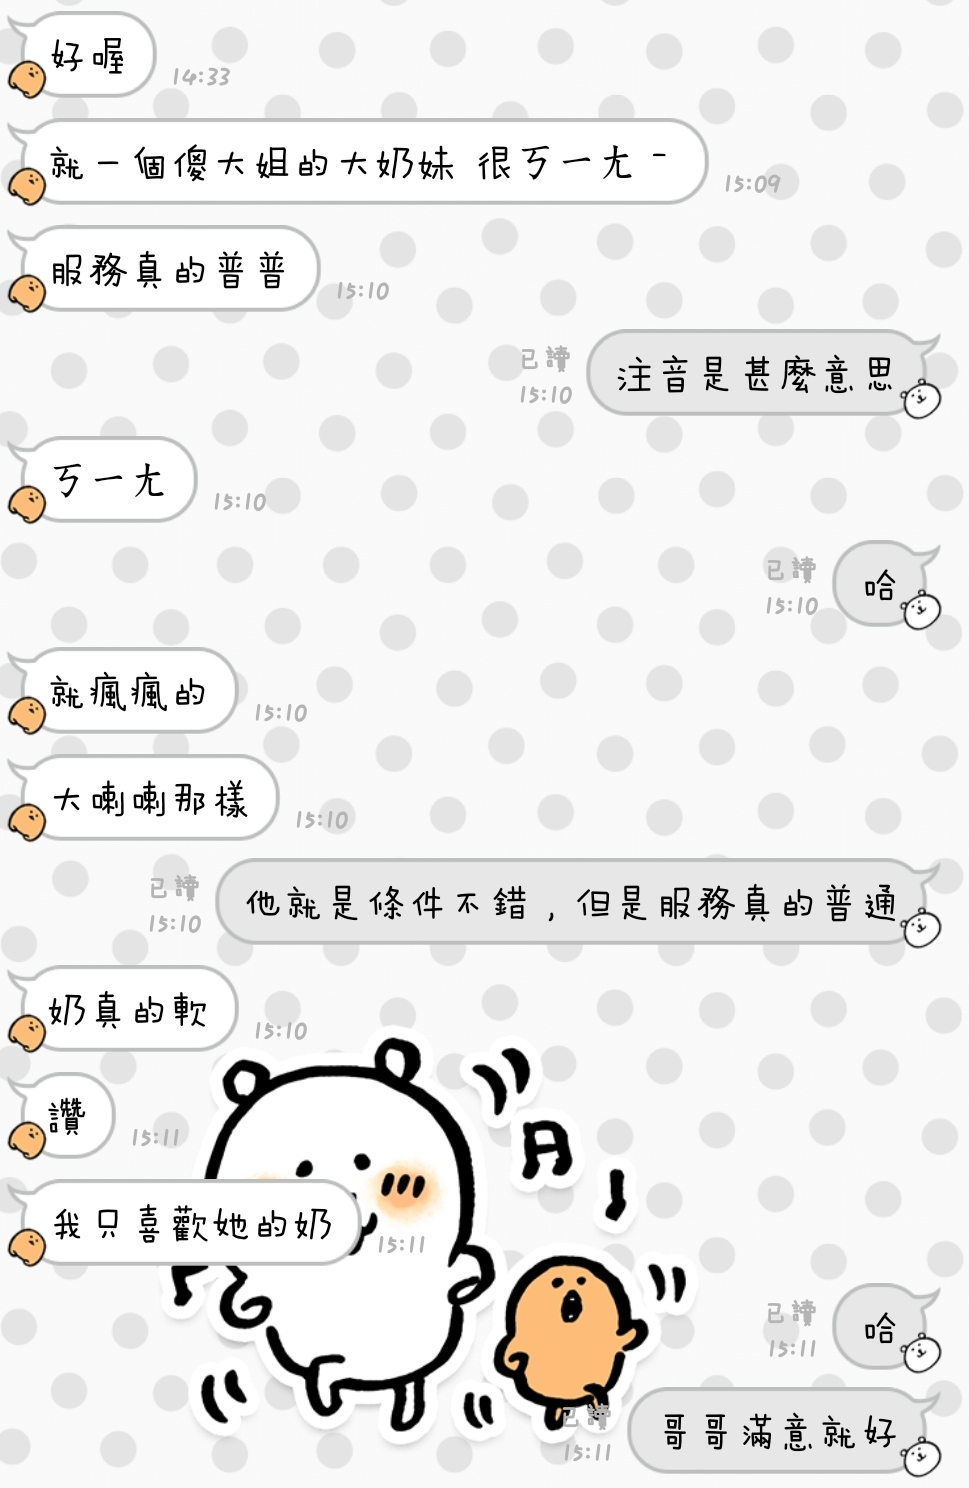 好喔
14:33
就一個傻大姐的大奶妹 很ㄎㄧㄤ ˉ
15:09
服務真的普普
15:10
已讀
15:10
注音是甚麼意思
ㄎㄧㄤ
15:10
已讀
15:10
哈
就瘋瘋的
15:10
大喇喇那樣
15:10
已讀
15:10
他就是條件不錯，但是服務真的普通
奶真的軟
15:10
讚
15:11
我只喜歡她的奶
15:11
已讀
15:11
哈
已讀
15:11
哥哥滿意就好